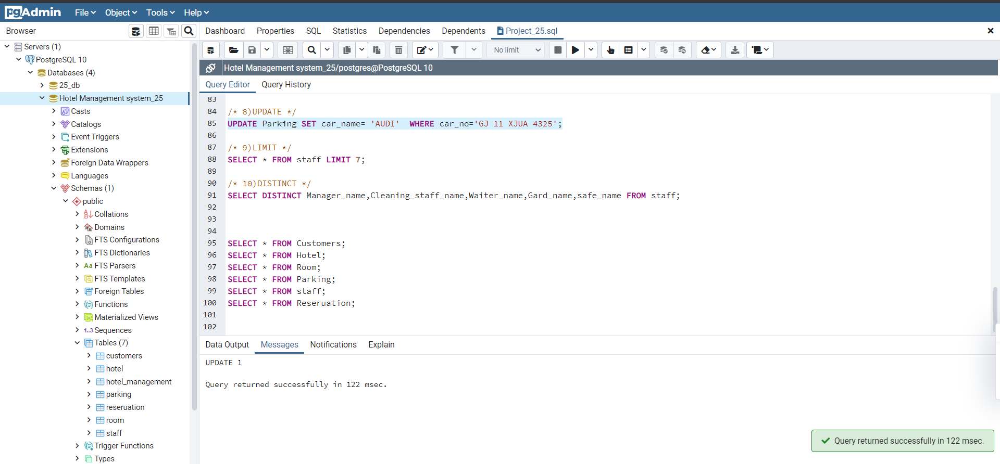 pgAdmin File Object Tools Help
Browser
Dashboard Properties SQL Statistics Dependencies Dependents Project_25.sql
No limit
Hotel Management system_25/postgres@PostgreSQL 10
Query Editor Query History
Servers (1)
PostgreSQL 10
Databases (4)
25_db
Hotel Management system_25
Casts
Catalogs
Event Triggers
Extensions
Foreign Data Wrappers
Languages
Schemas (1)
public
Collations
Domains
FTS Configurations
FTS Dictionaries
Aa FTS Parsers
FTS Templates
Foreign Tables
Functions
Materialized Views
1..3 Sequences
Tables (7)
customers
hotel
hotel_management
parking
reseruation
room
staff
Trigger Functions
Types
83
84 /* 8)UPDATE */
85 UPDATE Parking SET car_name= 'AUDI'  WHERE car_no='GJ 11 XJUA 4325';
86
87 /* 9)LIMIT */
88 SELECT * FROM staff LIMIT 7;
89
90 /* 10)DISTINCT */
91 SELECT DISTINCT Manager_name,Cleaning_staff_name,Waiter_name,Gard_name,safe_name FROM staff;
92
93
94
95 SELECT * FROM Customers;
96 SELECT * FROM Hotel;
97 SELECT * FROM Room;
98 SELECT * FROM Parking;
99 SELECT * FROM staff;
100 SELECT * FROM Reseruation;
101
102
Data Output Messages Notifications Explain
UPDATE 1
Query returned successfully in 122 msec.
Query returned successfully in 122 msec.